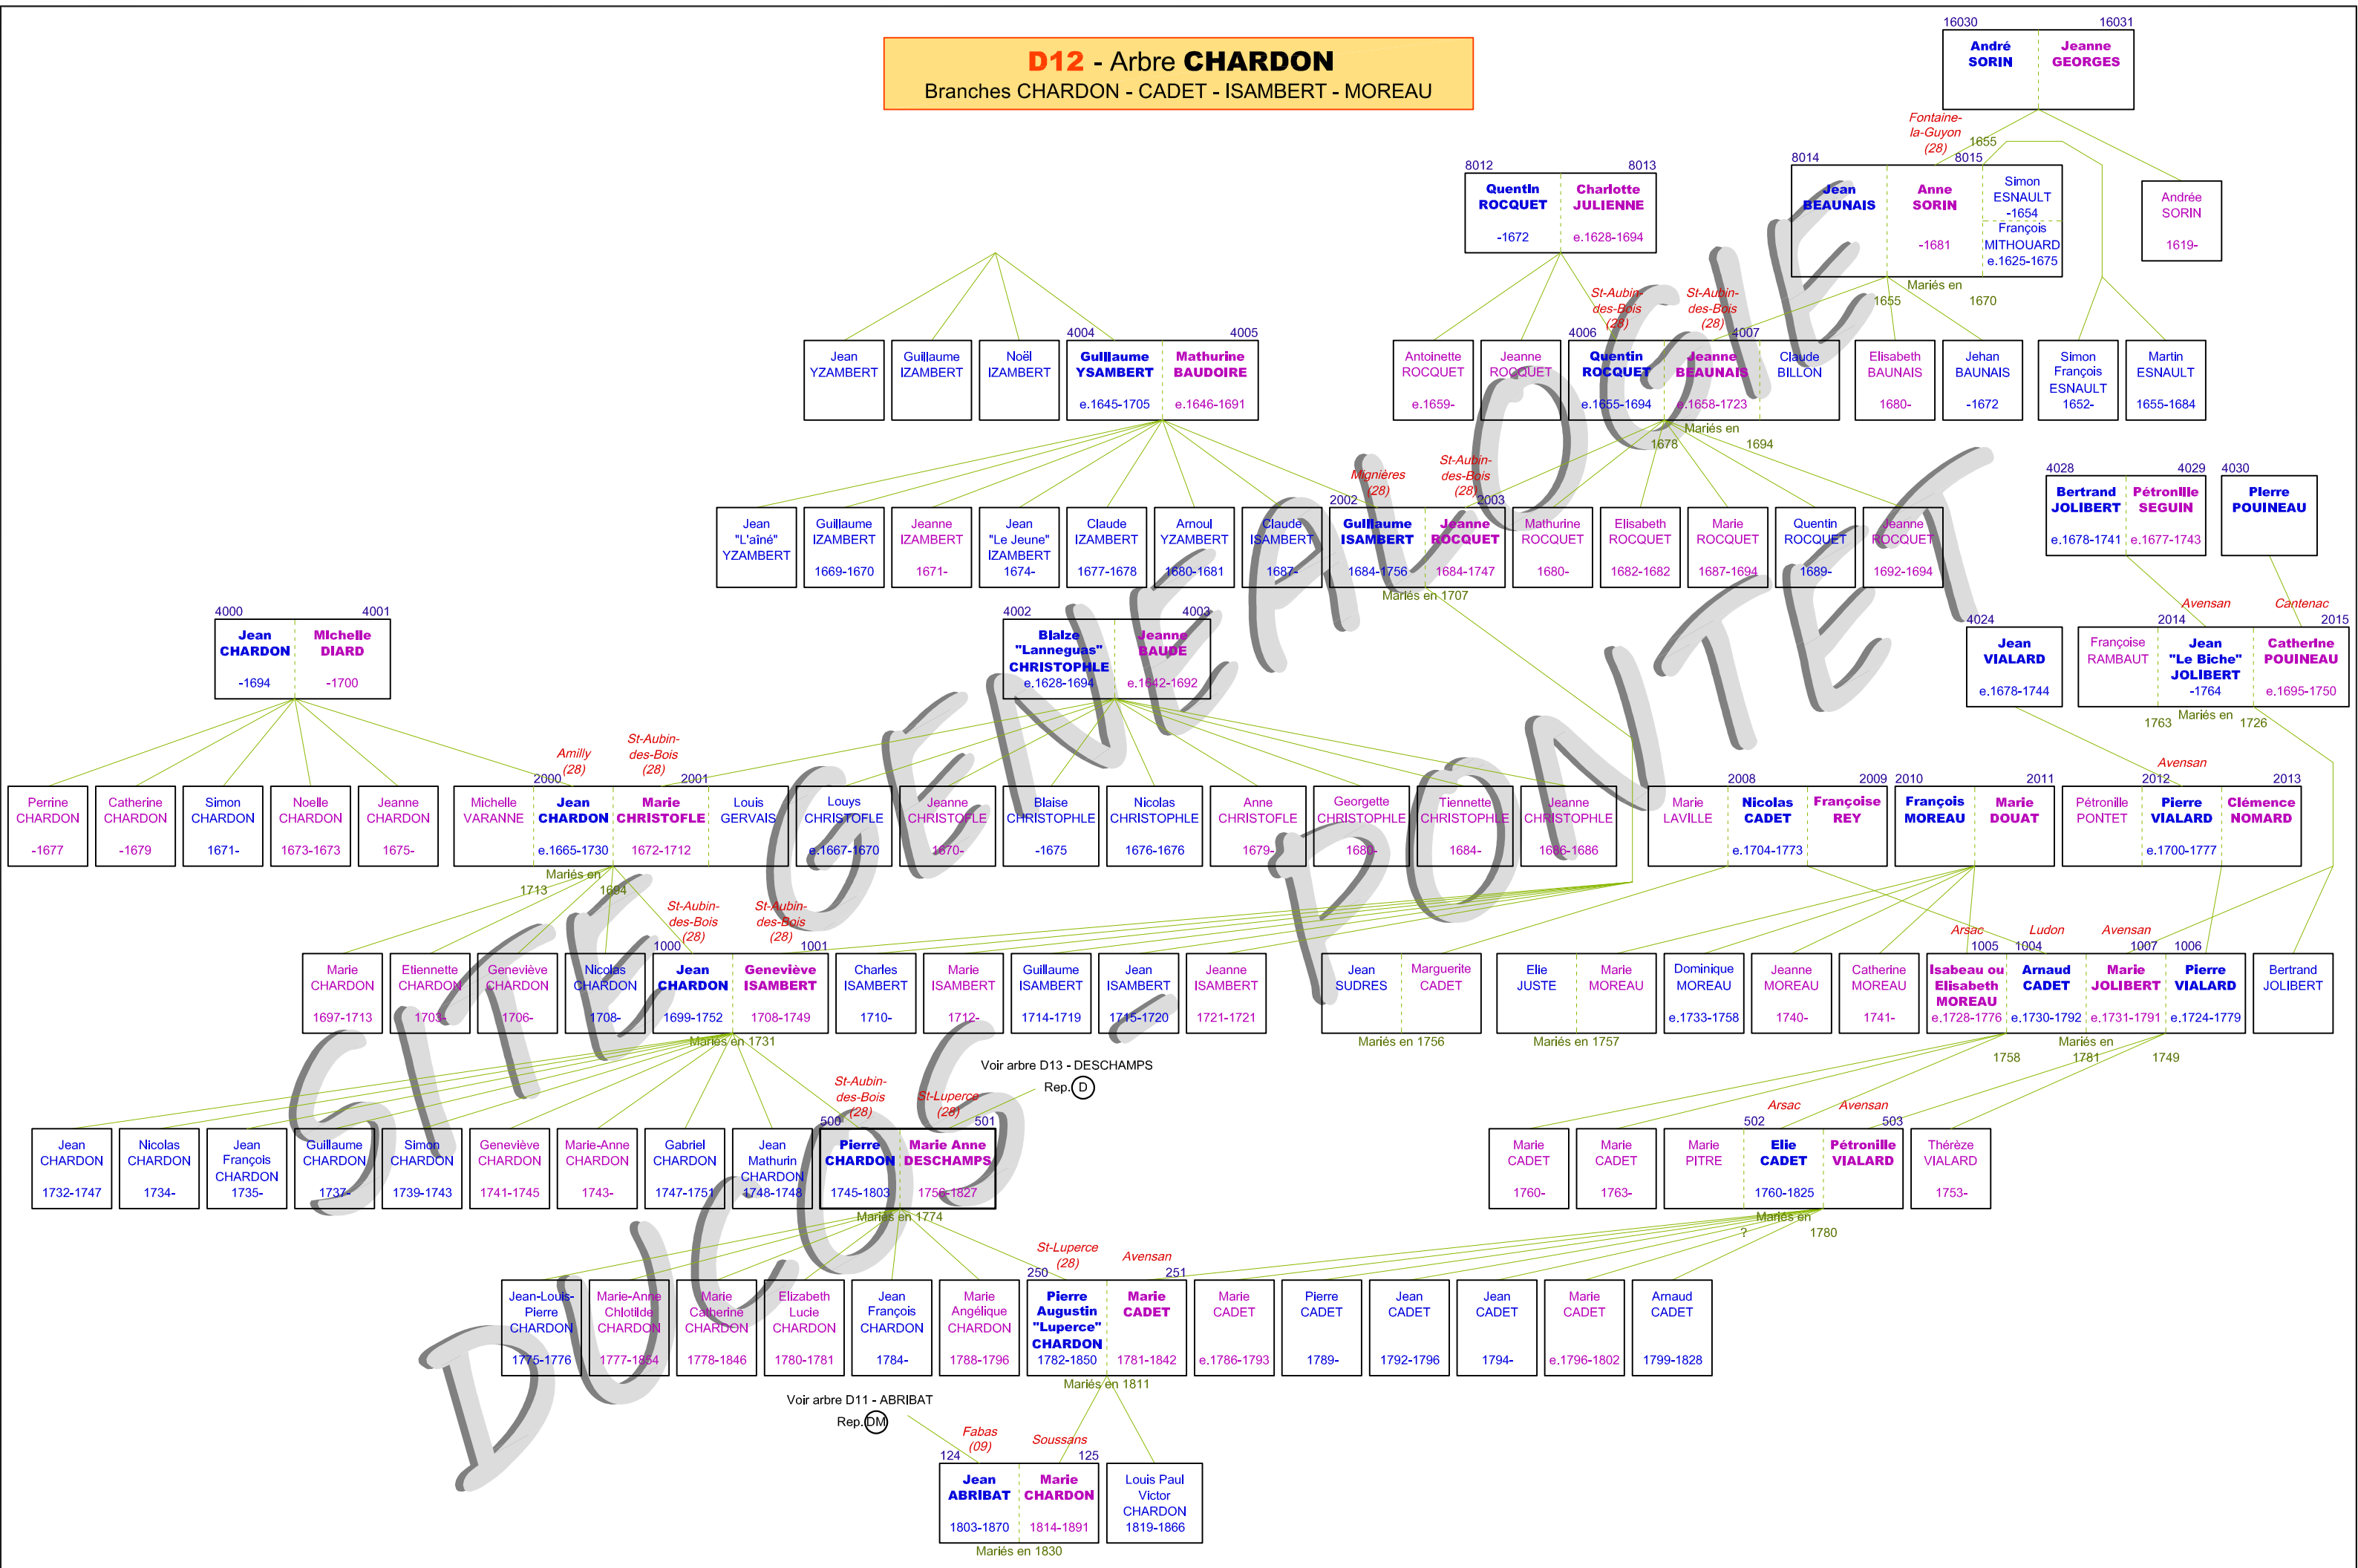 D12 - Arbre CHARDON
Branches CHARDON - CADET - ISAMBERT - MOREAU
16030 16031
André SORIN
Jeanne GEORGES
Fontaine-
la-Guyon
(28)
1655
8012 8013
Quentin ROCQUET
-1672
Charlotte JULIENNE
e.1628-1694
8014 8015
Jean BEAUNAIS
Anne SORIN
-1681
Simon ESNAULT
-1654
François MITHOUARD
e.1625-1675
Mariés en
1655 1670
Andrée SORIN
1619-
Jean YZAMBERT
Guillaume IZAMBERT
Noël IZAMBERT
4004 4005
Guillaume YSAMBERT
e.1645-1705
Mathurine BAUDOIRE
e.1646-1691
Antoinette ROCQUET
e.1659-
Jeanne ROCQUET
St-Aubin-
des-Bois
(28)
St-Aubin-
des-Bois
(28)
4006 4007
Quentin ROCQUET
e.1655-1694
Jeanne BEAUNAIS
e.1658-1723
Claude BILLON
Mariés en
1678 1694
Elisabeth BAUNAIS
1680-
Jehan BAUNAIS
-1672
Simon François ESNAULT
1652-
Martin ESNAULT
1655-1684
Jean "L'aîné" YZAMBERT
Guillaume IZAMBERT
1669-1670
Jeanne IZAMBERT
1671-
Jean "Le Jeune" IZAMBERT
1674-
Claude IZAMBERT
1677-1678
Arnoul YZAMBERT
1680-1681
Claude ISAMBERT
1687-
Mignières
(28)
St-Aubin-
des-Bois
(28)
2002 2003
Guillaume ISAMBERT
1684-1756
Jeanne ROCQUET
1684-1747
Mariés en 1707
Mathurine ROCQUET
1680-
Elisabeth ROCQUET
1682-1682
Marie ROCQUET
1687-1694
Quentin ROCQUET
1689-
Jeanne ROCQUET
1692-1694
4028 4029
Bertrand JOLIBERT
e.1678-1741
Pétronille SEGUIN
e.1677-1743
4030
Pierre POUINEAU
4000 4001
Jean CHARDON
-1694
Michelle DIARD
-1700
4002 4003
Blaize "Lanneguas" CHRISTOPHLE
e.1628-1694
Jeanne BAUDE
e.1642-1692
4024
Jean VIALARD
e.1678-1744
Avensan
Cantenac
2014 2015
Françoise RAMBAUT
Jean "Le Biche" JOLIBERT
-1764
Catherine POUINEAU
e.1695-1750
Mariés en
1763 1726
Perrine CHARDON
-1677
Catherine CHARDON
-1679
Simon CHARDON
1671-
Noelle CHARDON
1673-1673
Jeanne CHARDON
1675-
Amilly
(28)
St-Aubin-
des-Bois
(28)
2000 2001
Michelle VARANNE
Jean CHARDON
e.1665-1730
Marie CHRISTOFLE
1672-1712
Louis GERVAIS
Mariés en
1713 1694
Louys CHRISTOFLE
e.1667-1670
Jeanne CHRISTOFLE
1670-
Blaise CHRISTOPHLE
-1675
Nicolas CHRISTOPHLE
1676-1676
Anne CHRISTOFLE
1679-
Georgette CHRISTOPHLE
1680-
Tiennette CHRISTOPHLE
1684-
Jeanne CHRISTOPHLE
1686-1686
2008 2009
Marie LAVILLE
Nicolas CADET
e.1704-1773
Françoise REY
2010 2011
François MOREAU
Marie DOUAT
Avensan
2012 2013
Pétronille PONTET
Pierre VIALARD
e.1700-1777
Clémence NOMARD
Marie CHARDON
1697-1713
Etiennette CHARDON
1703-
Geneviève CHARDON
1706-
Nicolas CHARDON
1708-
St-Aubin-
des-Bois
(28)
St-Aubin-
des-Bois
(28)
1000 1001
Jean CHARDON
1699-1752
Geneviève ISAMBERT
1708-1749
Mariés en 1731
Charles ISAMBERT
1710-
Marie ISAMBERT
1712-
Guillaume ISAMBERT
1714-1719
Jean ISAMBERT
1715-1720
Jeanne ISAMBERT
1721-1721
Jean SUDRES
Marguerite CADET
Mariés en 1756
Elie JUSTE
Marie MOREAU
Mariés en 1757
Dominique MOREAU
e.1733-1758
Jeanne MOREAU
1740-
Catherine MOREAU
1741-
Arsac
Ludon
Avensan
1005 1004 1007 1006
Isabeau ou Elisabeth MOREAU
e.1728-1776
Arnaud CADET
e.1730-1792
Marie JOLIBERT
e.1731-1791
Pierre VIALARD
e.1724-1779
Mariés en
1758 1781 1749
Bertrand JOLIBERT
Voir arbre D13 - DESCHAMPS
Rep. D
Jean CHARDON
1732-1747
Nicolas CHARDON
1734-
Jean François CHARDON
1735-
Guillaume CHARDON
1737-
Simon CHARDON
1739-1743
Geneviève CHARDON
1741-1745
Marie-Anne CHARDON
1743-
Gabriel CHARDON
1747-1751
Jean Mathurin CHARDON
1748-1748
St-Aubin-
des-Bois
(28)
St-Luperce
(28)
500 501
Pierre CHARDON
1745-1803
Marie Anne DESCHAMPS
1756-1827
Mariés en 1774
Marie CADET
1760-
Marie CADET
1763-
Arsac
Avensan
502 503
Marie PITRE
Elie CADET
1760-1825
Pétronille VIALARD
Mariés en
? 1780
Thérèze VIALARD
1753-
Jean-Louis-Pierre CHARDON
1775-1776
Marie-Anne Chlotilde CHARDON
1777-1854
Marie Catherine CHARDON
1778-1846
Elizabeth Lucie CHARDON
1780-1781
Jean François CHARDON
1784-
Marie Angélique CHARDON
1788-1796
St-Luperce
(28)
Avensan
250 251
Pierre Augustin "Luperce" CHARDON
1782-1850
Marie CADET
1781-1842
Mariés en 1811
Marie CADET
e.1786-1793
Pierre CADET
1789-
Jean CADET
1792-1796
Jean CADET
1794-
Marie CADET
e.1796-1802
Arnaud CADET
1799-1828
Voir arbre D11 - ABRIBAT
Rep. DM
Fabas
(09)
Soussans
124 125
Jean ABRIBAT
1803-1870
Marie CHARDON
1814-1891
Mariés en 1830
Louis Paul Victor CHARDON
1819-1866
SITE GENEALOGIE
DUCOS - PONTET